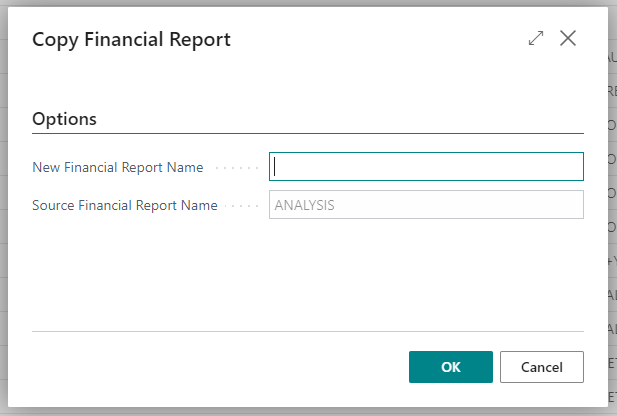 Copy Financial Report
Options
New Financial Report Name
Source Financial Report Name ANALYSIS
OK Cancel